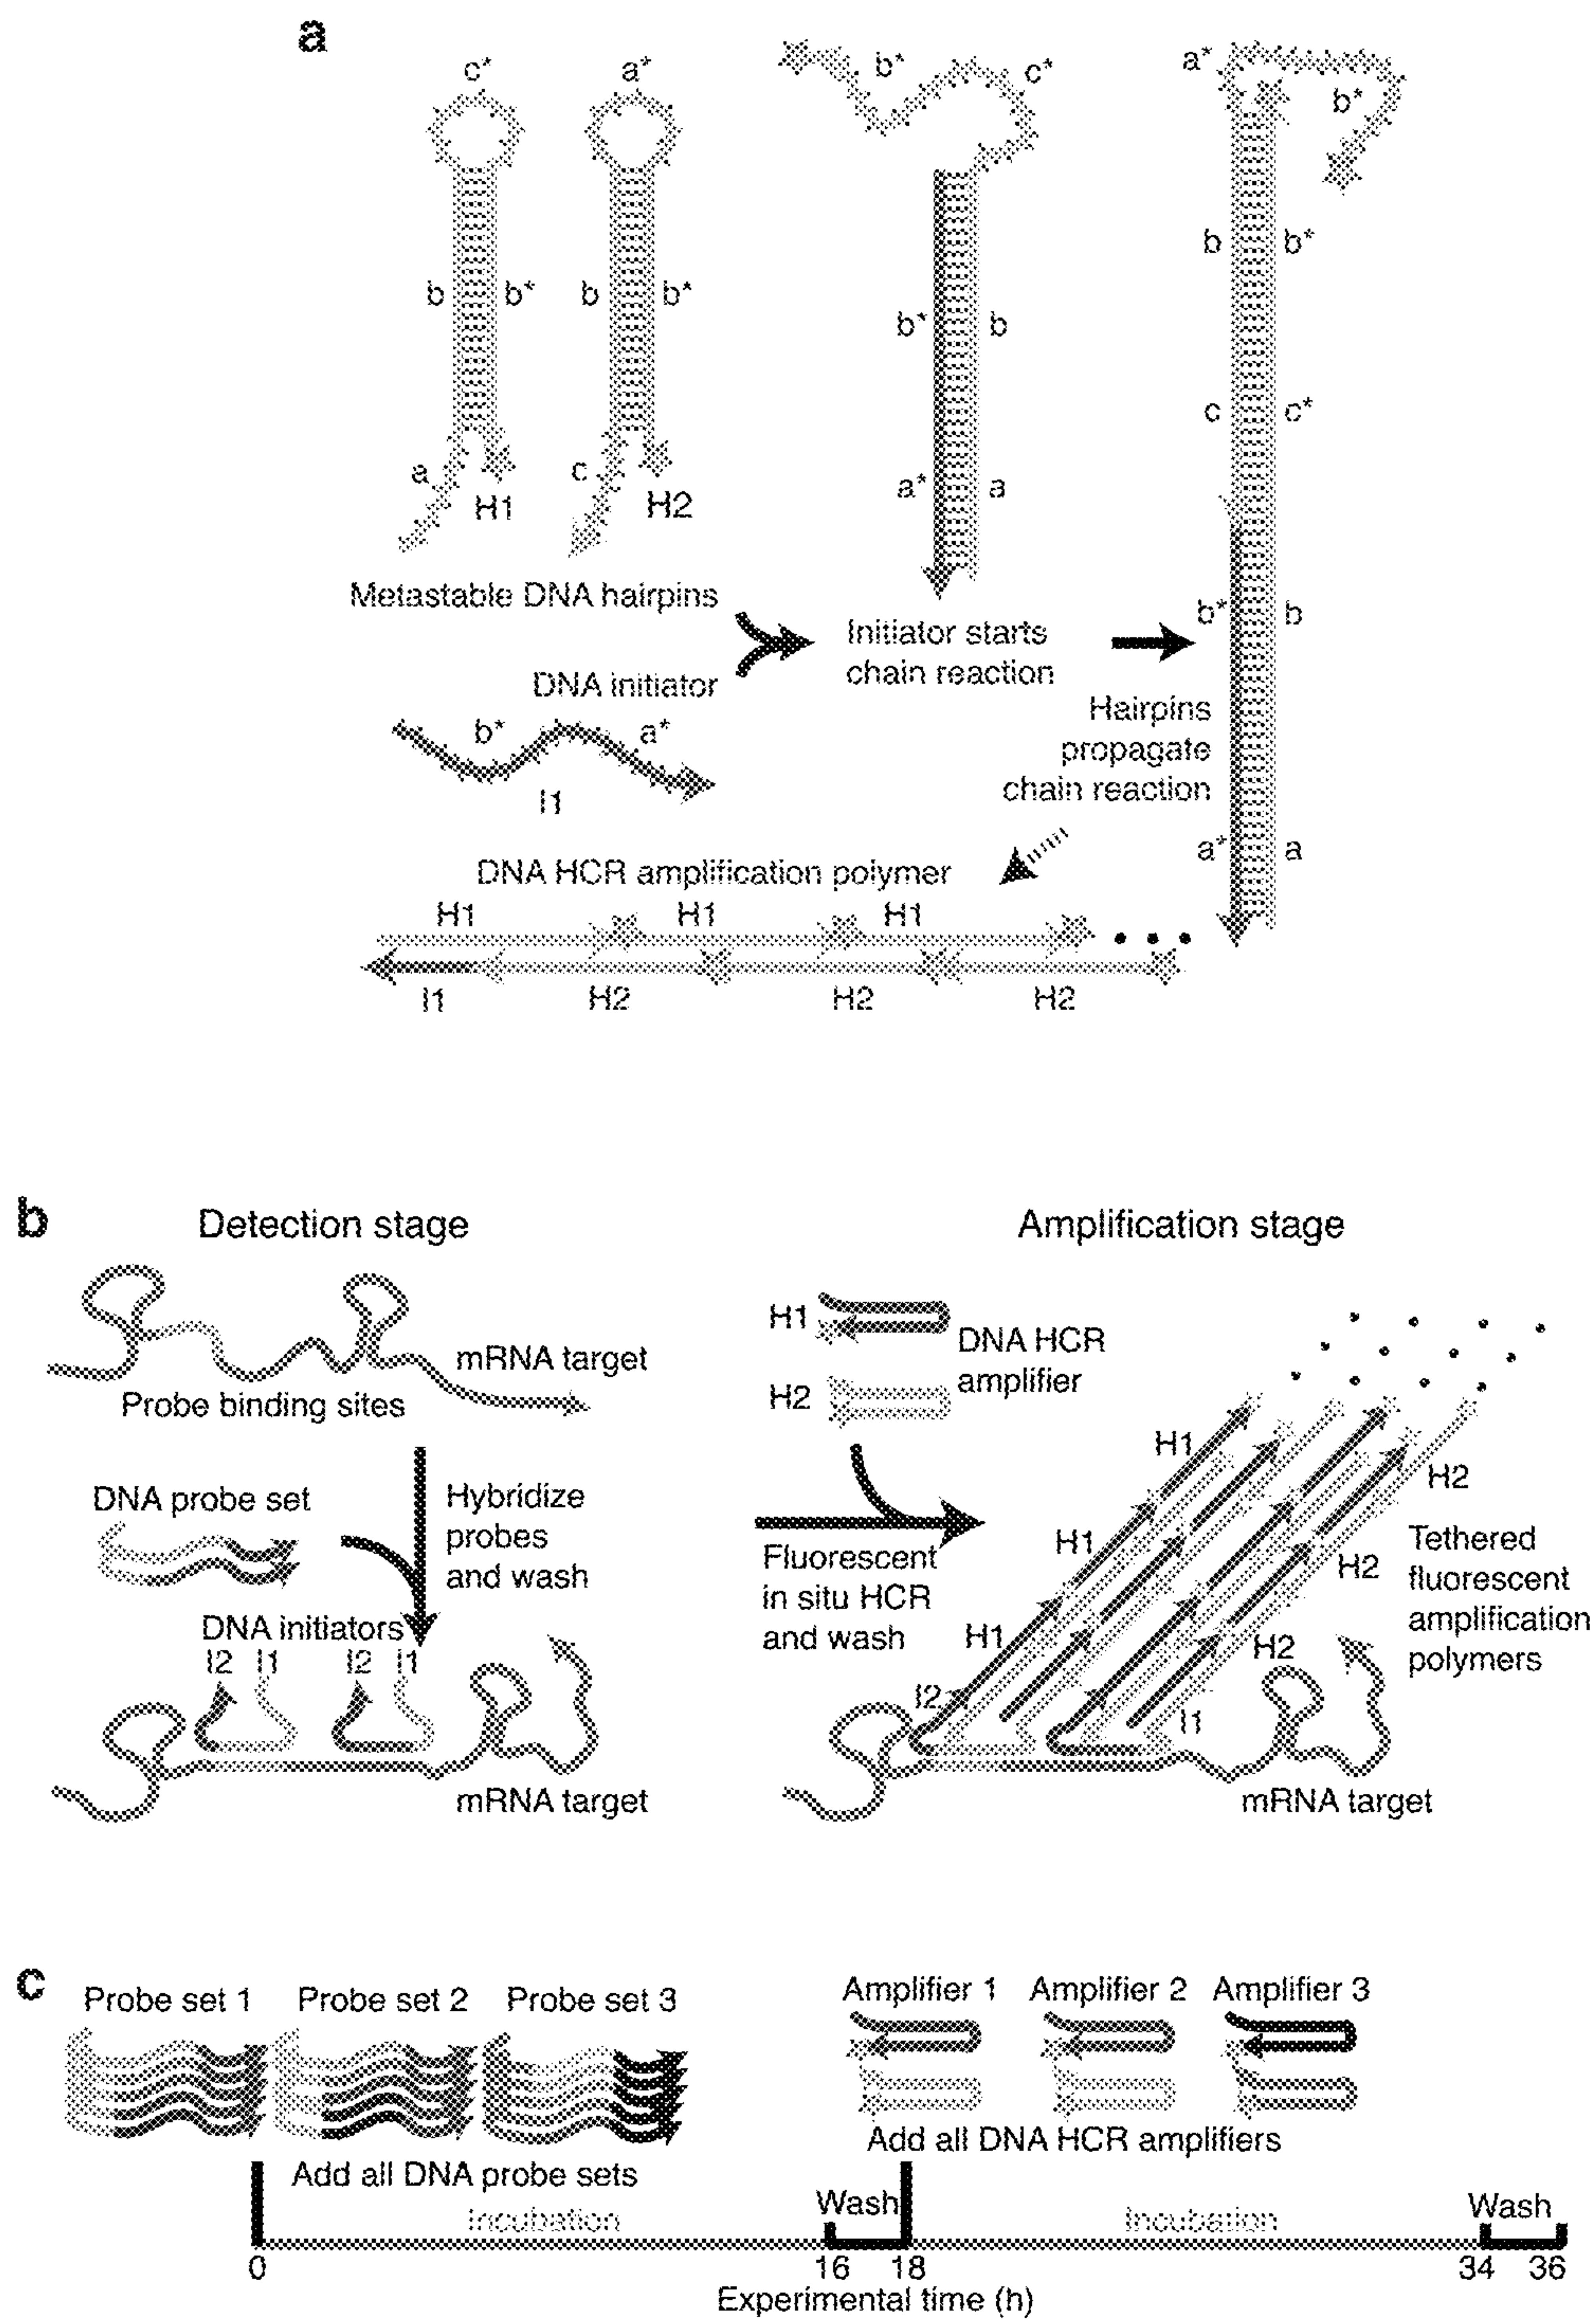 a
c*
a*
b*
c*
a*
b*
b
b*
b
b*
b*
b
b
b*
a
H1
c
H2
a*
a
c
c*
Metastable DNA hairpins
Initiator starts
chain reaction
b*
b
DNA initiator
b*
a*
I1
Hairpins
propagate
chain reaction
a*
a
DNA HCR amplification polymer
H1
H1
H1
I1
H2
H2
H2
b
Detection stage
mRNA target
Probe binding sites
DNA probe set
Hybridize
probes
and wash
DNA initiators
I2
I1
I2
I1
mRNA target
Amplification stage
H1
H2
DNA HCR
amplifier
Fluorescent
in situ HCR
and wash
H1
H1
H1
I2
H2
H2
H2
I1
Tethered
fluorescent
amplification
polymers
mRNA target
c
Probe set 1
Probe set 2
Probe set 3
Amplifier 1
Amplifier 2
Amplifier 3
Add all DNA probe sets
Add all DNA HCR amplifiers
Incubation
Wash
Incubation
Wash
0
16
18
34
36
Experimental time (h)